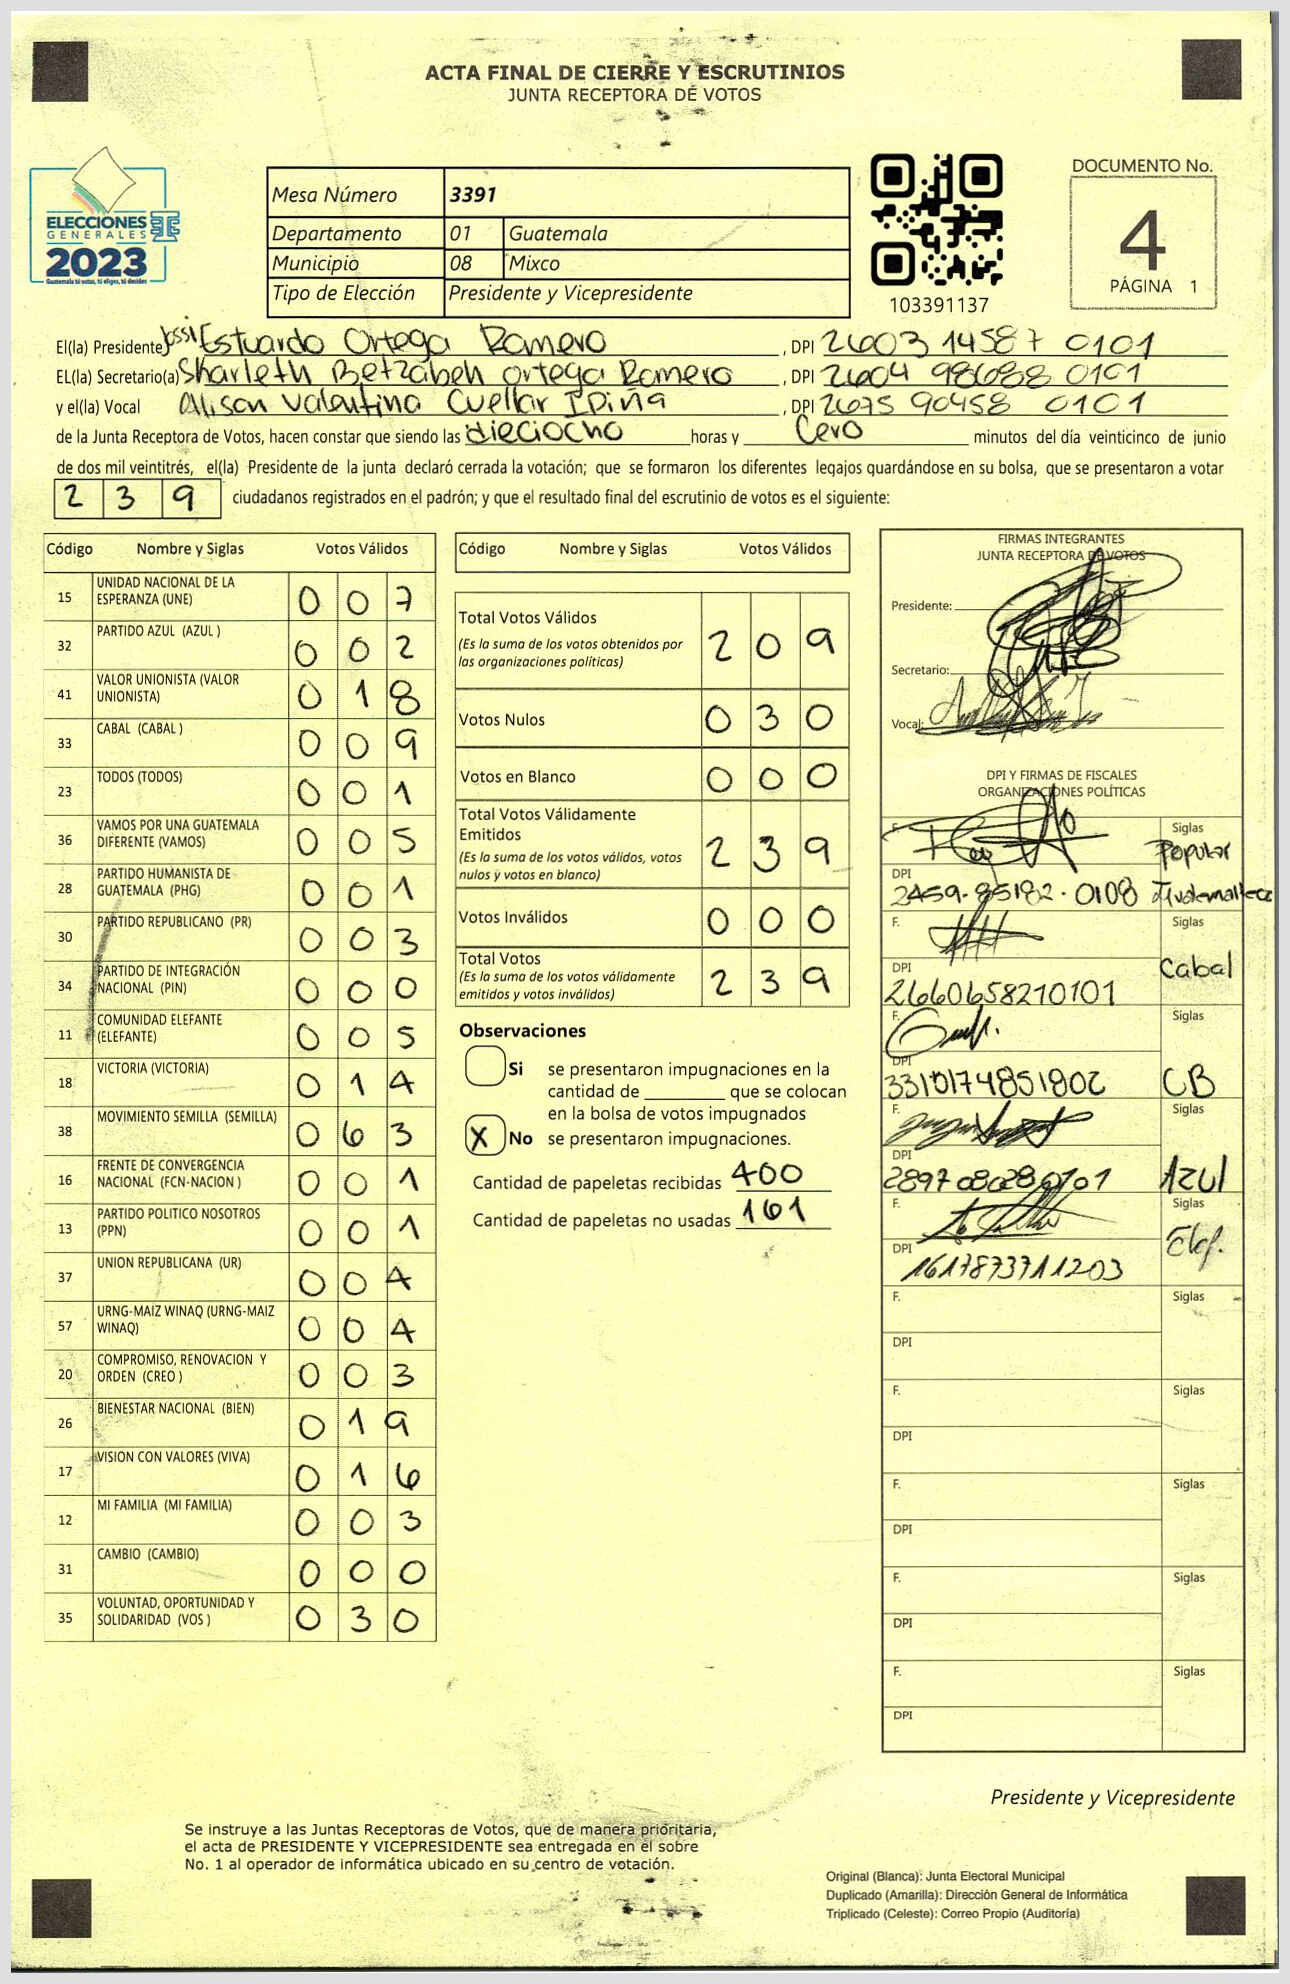 ACTA FINAL DE CIERRE Y ESCRUTINIOS
JUNTA RECEPTORA DE VOTOS
ELECCIONES
GENERALES
2023
Guatemala tú votas, tú eliges, tú decides
Mesa Número 3391
Departamento 01 Guatemala
Municipio 08 Mixco
Tipo de Elección Presidente y Vicepresidente
103391137
DOCUMENTO No.
4
PÁGINA 1
El(la) Presidente Estuardo Ortega Romero, DPI 2603 14587 0101
EL(la) Secretario(a) Sharleth Betzabeh Ortega Romero, DPI 2604 98688 0101
y el(la) Vocal Allison Valentina Cuellar Ipiña, DPI 2675 90458 0101
de la Junta Receptora de Votos, hacen constar que siendo las dieciocho horas y Cero minutos del día veinticinco de junio
de dos mil veintitrés, el(la) Presidente de la junta declaró cerrada la votación; que se formaron los diferentes legajos guardándose en su bolsa, que se presentaron a votar
239 ciudadanos registrados en el padrón; y que el resultado final del escrutinio de votos es el siguiente:
Código Nombre y Siglas Votos Válidos
15 UNIDAD NACIONAL DE LA ESPERANZA (UNE) 0 0 7
32 PARTIDO AZUL (AZUL ) 0 0 2
41 VALOR UNIONISTA (VALOR UNIONISTA) 0 1 8
33 CABAL (CABAL ) 0 0 9
23 TODOS (TODOS) 0 0 1
36 VAMOS POR UNA GUATEMALA DIFERENTE (VAMOS) 0 0 5
28 PARTIDO HUMANISTA DE GUATEMALA (PHG) 0 0 1
30 PARTIDO REPUBLICANO (PR) 0 0 3
34 PARTIDO DE INTEGRACIÓN NACIONAL (PIN) 0 0 0
11 COMUNIDAD ELEFANTE (ELEFANTE) 0 0 5
18 VICTORIA (VICTORIA) 0 1 4
38 MOVIMIENTO SEMILLA (SEMILLA) 0 6 3
16 FRENTE DE CONVERGENCIA NACIONAL (FCN-NACION ) 0 0 1
13 PARTIDO POLITICO NOSOTROS (PPN) 0 0 1
37 UNION REPUBLICANA (UR) 0 0 4
57 URNG-MAIZ WINAQ (URNG-MAIZ WINAQ) 0 0 4
20 COMPROMISO, RENOVACION Y ORDEN (CREO ) 0 0 3
26 BIENESTAR NACIONAL (BIEN) 0 1 9
17 VISION CON VALORES (VIVA) 0 1 6
12 MI FAMILIA (MI FAMILIA) 0 0 3
31 CAMBIO (CAMBIO) 0 0 0
35 VOLUNTAD, OPORTUNIDAD Y SOLIDARIDAD (VOS ) 0 3 0
Código Nombre y Siglas Votos Válidos
Total Votos Válidos 2 0 9
(Es la suma de los votos obtenidos por
las organizaciones políticas)
Votos Nulos 0 3 0
Votos en Blanco 0 0 0
Total Votos Válidamente
Emitidos 2 3 9
(Es la suma de los votos válidos, votos
nulos y votos en blanco)
Votos Inválidos 0 0 0
Total Votos 2 3 9
(Es la suma de los votos válidamente
emitidos y votos inválidos)
Observaciones
Si se presentaron impugnaciones en la
cantidad de ________ que se colocan
en la bolsa de votos impugnados
X No se presentaron impugnaciones.
Cantidad de papeletas recibidas 400
Cantidad de papeletas no usadas 161
FIRMAS INTEGRANTES
JUNTA RECEPTORA DE VOTOS
Presidente:
Secretario:
Vocal:
DPI Y FIRMAS DE FISCALES
ORGANIZACIONES POLÍTICAS
F. Siglas Popular
DPI 2459-85182-0108
F. Siglas Cabal
DPI 2660658210101
F. Siglas CB
DPI 3310174851802
F. Siglas AZUL
DPI 2897080280101
F. Siglas Elef.
DPI 1617873711203
F. Siglas
DPI
F. Siglas
DPI
F. Siglas
DPI
F. Siglas
DPI
F. Siglas
DPI
Presidente y Vicepresidente
Se instruye a las Juntas Receptoras de Votos, que de manera prioritaria,
el acta de PRESIDENTE Y VICEPRESIDENTE sea entregada en el sobre
No. 1 al operador de informática ubicado en su centro de votación.
Original (Blanca): Junta Electoral Municipal
Duplicado (Amarilla): Dirección General de Informática
Triplicado (Celeste): Correo Propio (Auditoría)